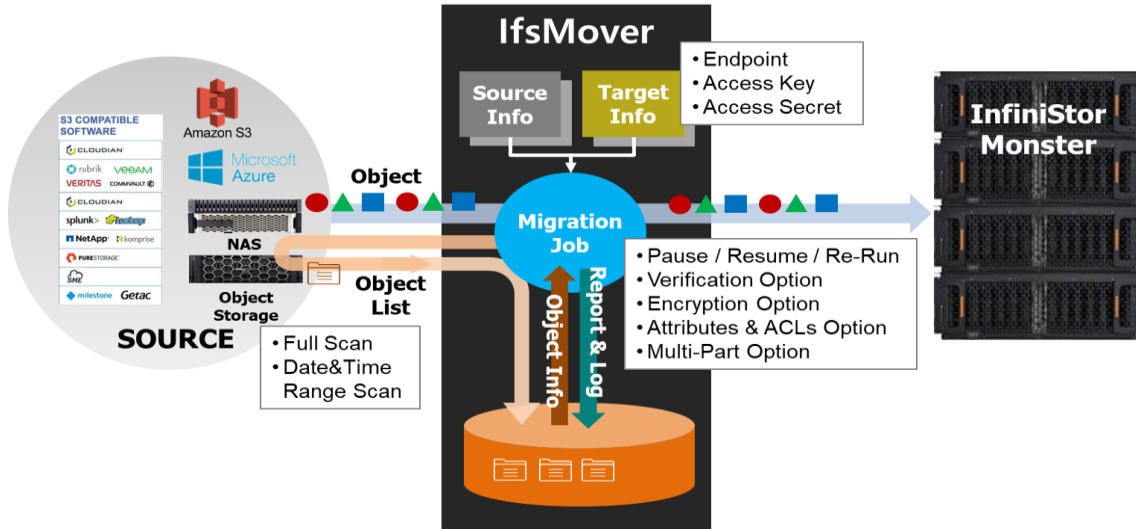 IfsMover
Source
Info
Target
Info
• Endpoint
• Access Key
• Access Secret
InfiniStor
Monster
S3 COMPATIBLE
SOFTWARE
CLOUDIAN
rubrik
veeam
VERITAS
COMMVAULT
CLOUDIAN
splunk>
hadoop
NetApp
komprise
PURESTORAGE
SME
milestone
Getac
Amazon S3
Microsoft
Azure
NAS
Object
Storage
SOURCE
Object
Object
List
• Full Scan
• Date&Time
Range Scan
Migration
Job
Object Info
Report & Log
• Pause / Resume / Re-Run
• Verification Option
• Encryption Option
• Attributes & ACLs Option
• Multi-Part Option